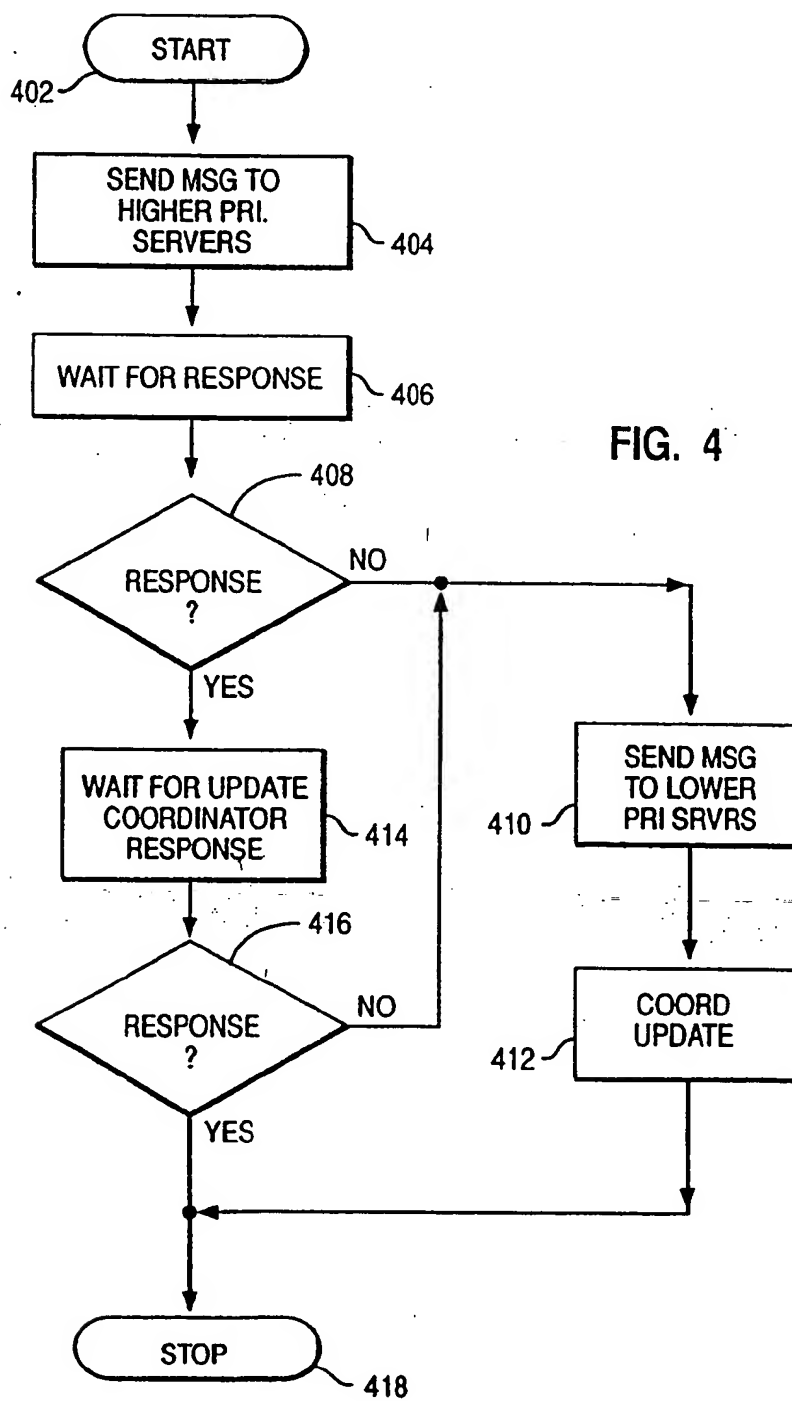 START
402
SEND MSG TO
HIGHER PRI.
SERVERS
404
WAIT FOR RESPONSE
406
FIG. 4
408
RESPONSE
?
NO
YES
WAIT FOR UPDATE
COORDINATOR
RESPONSE
414
SEND MSG
TO LOWER
PRI SRVRS
410
416
RESPONSE
?
NO
YES
COORD
UPDATE
412
STOP
418